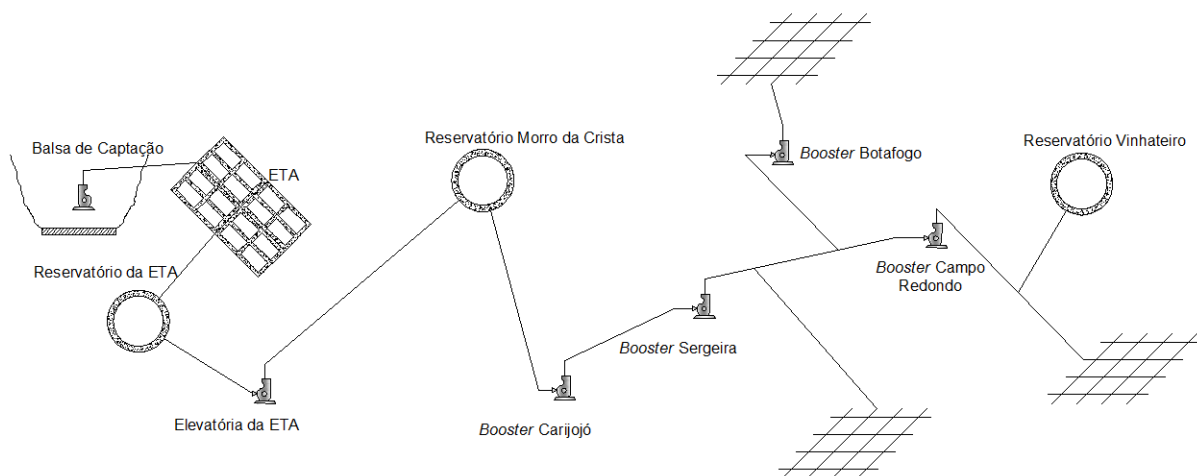 Balsa de Captação
ETA
Reservatório da ETA
Elevatória da ETA
Reservatório Morro da Crista
Booster Carijojó
Booster Sergeira
Booster Botafogo
Booster Campo
Redondo
Reservatório Vinhateiro